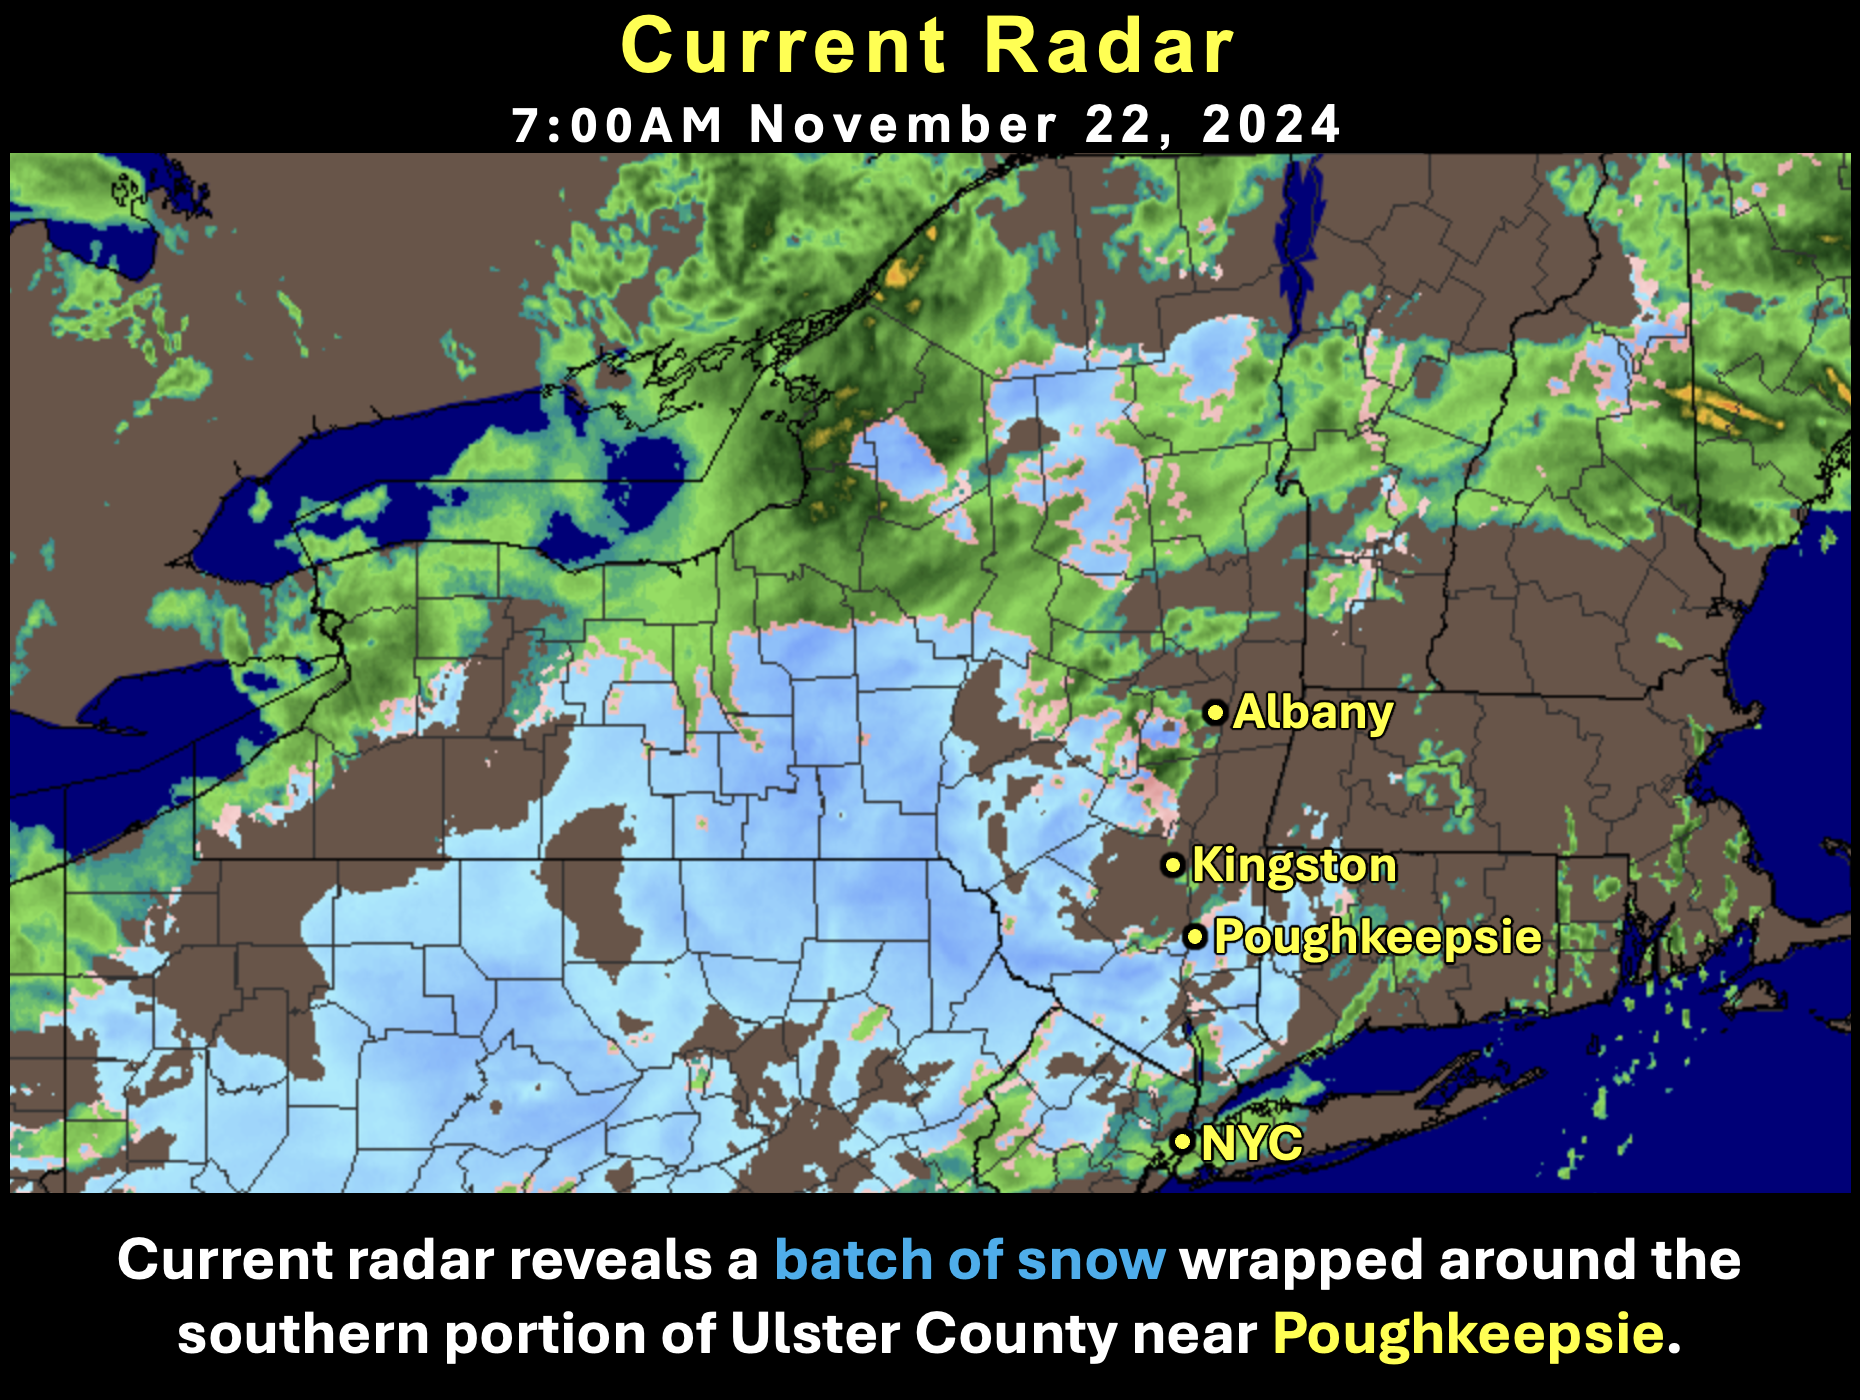 Current Radar
7:00AM November 22, 2024
Albany
Kingston
Poughkeepsie
NYC
Current radar reveals a batch of snow wrapped around the
southern portion of Ulster County near Poughkeepsie.